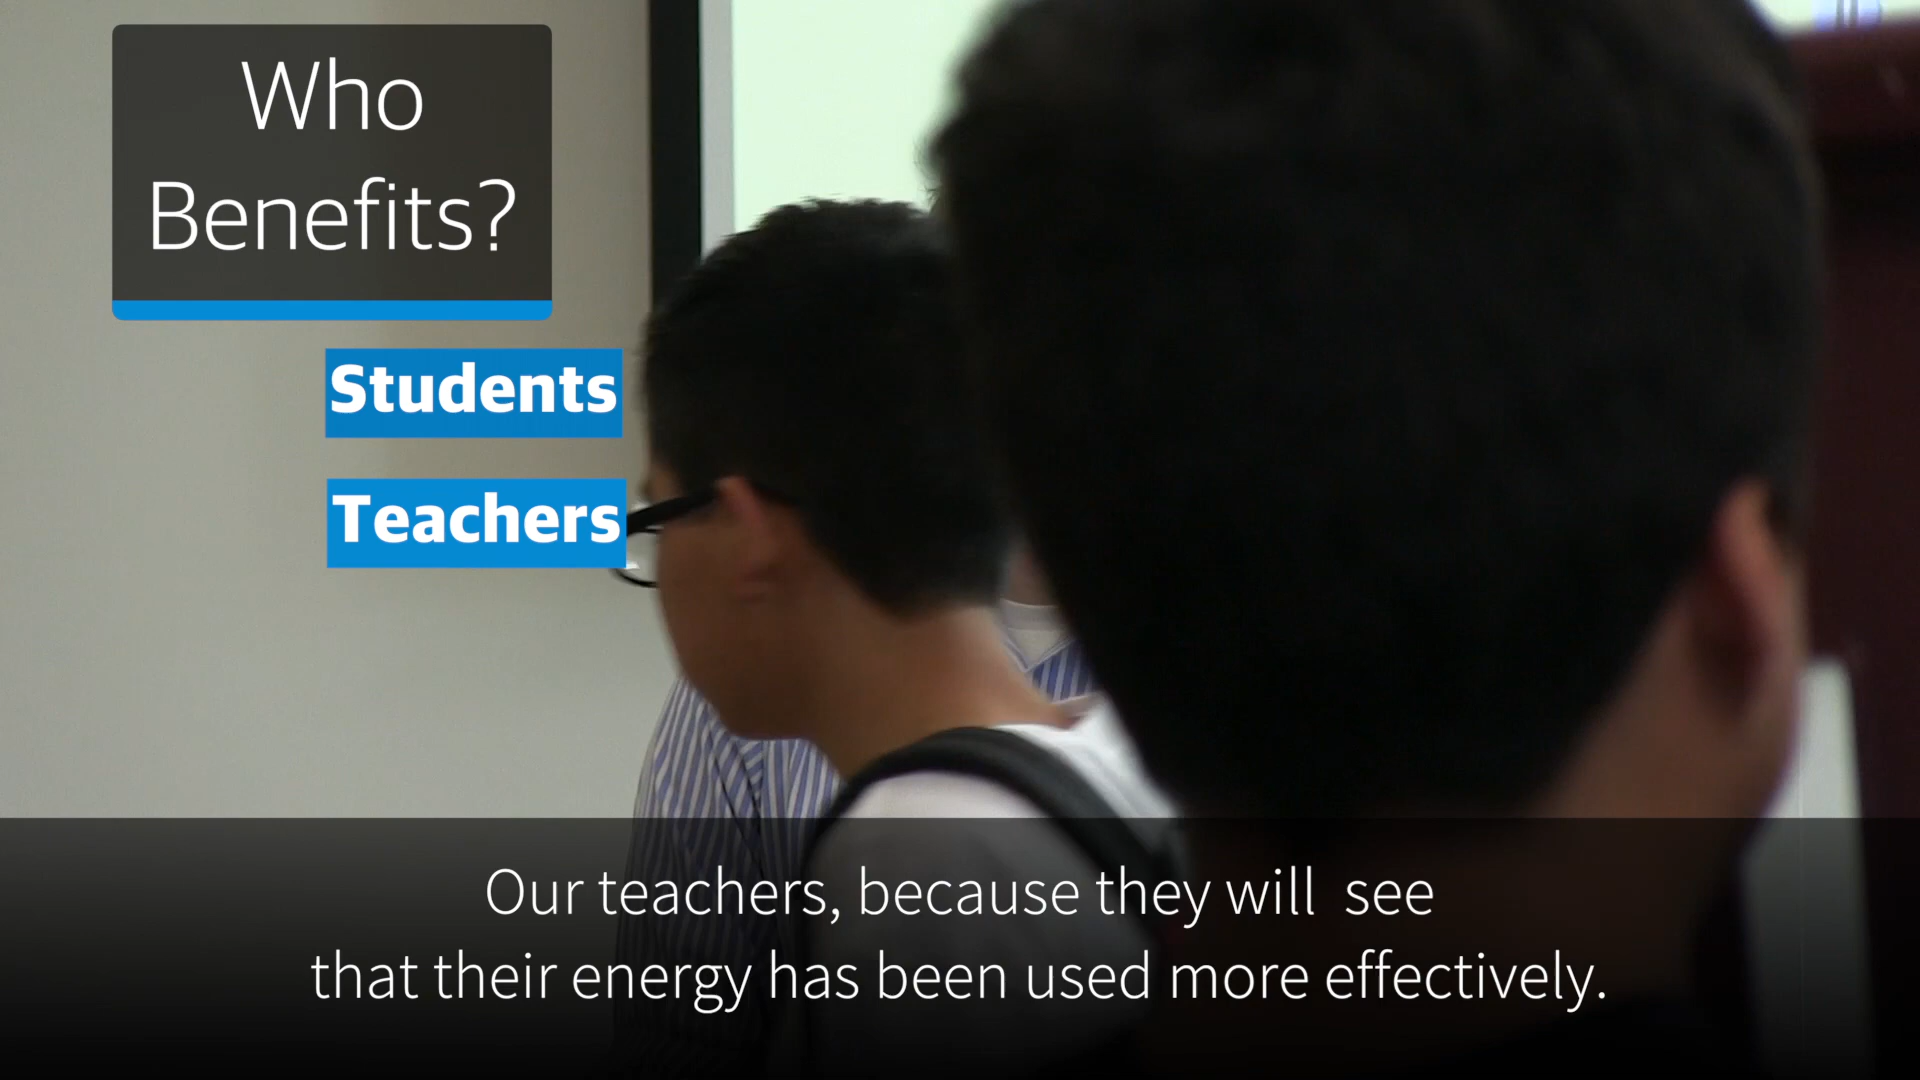 Who
Benefits?
Students
Teachers
Our teachers, because they will  see
that their energy has been used more effectively.